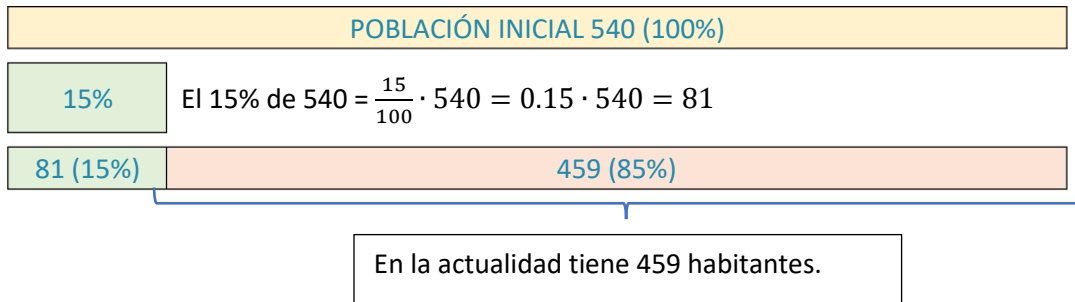 POBLACIÓN INICIAL 540 (100%)
15% El 15% de 540 = 15/100 · 540 = 0.15 · 540 = 81
81 (15%) 459 (85%)
En la actualidad tiene 459 habitantes.